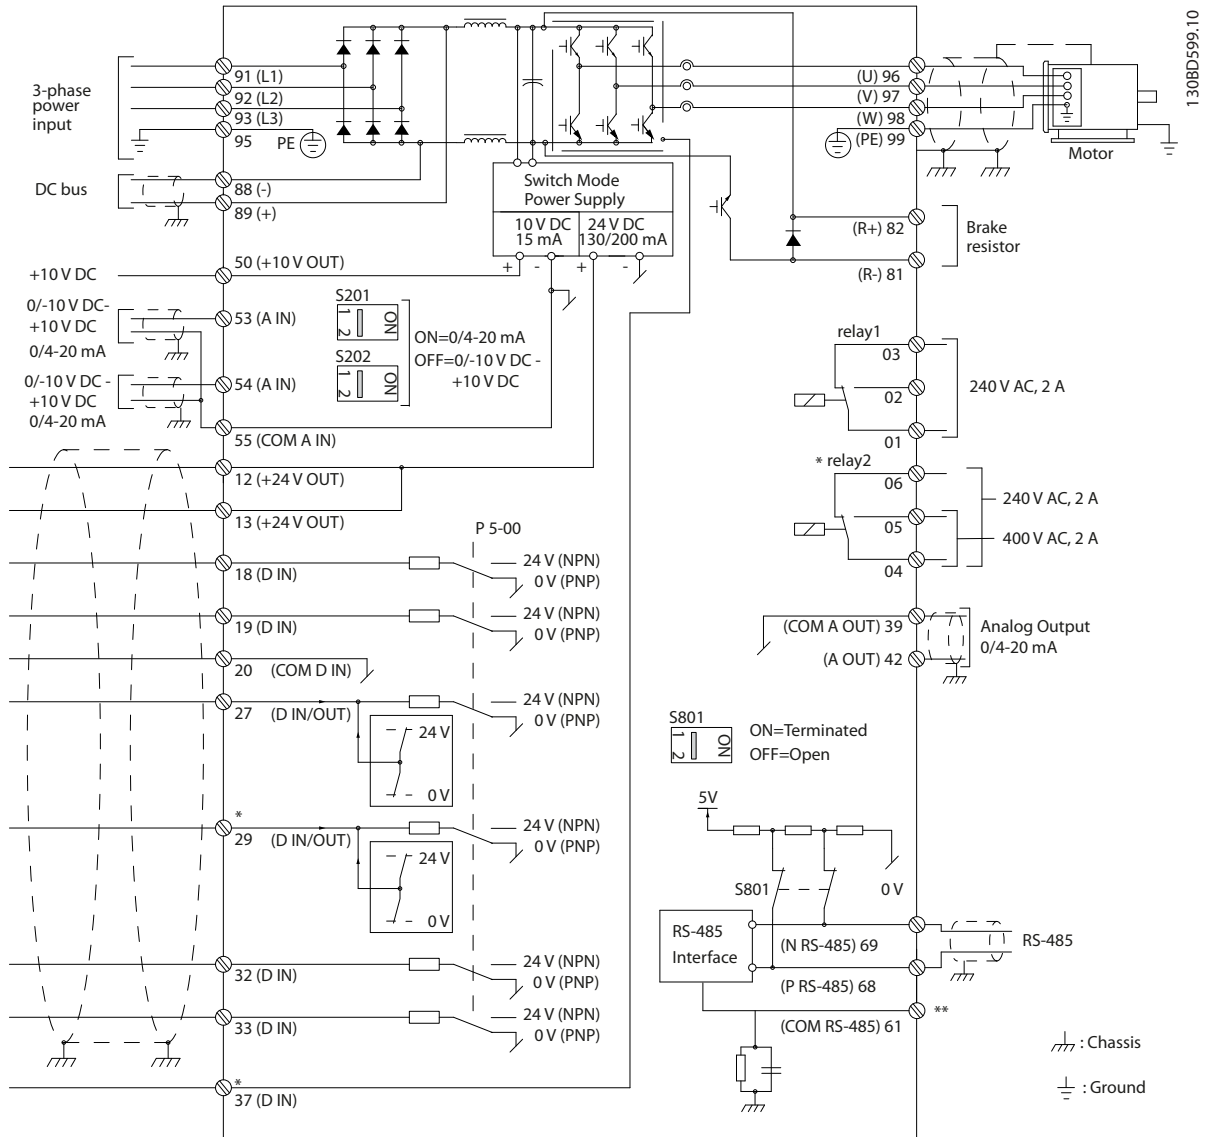 130BD599.10
3-phase
power
input
91 (L1)
92 (L2)
93 (L3)
95
PE
DC bus
88 (-)
89 (+)
+10 V DC
50 (+10 V OUT)
0/-10 V DC-
+10 V DC
0/4-20 mA
53 (A IN)
0/-10 V DC -
+10 V DC
0/4-20 mA
54 (A IN)
55 (COM A IN)
12 (+24 V OUT)
13 (+24 V OUT)
18 (D IN)
19 (D IN)
20 (COM D IN)
27 (D IN/OUT)
24 V
0 V
*
29 (D IN/OUT)
24 V
0 V
32 (D IN)
33 (D IN)
*
37 (D IN)
Switch Mode
Power Supply
10 V DC
15 mA
24 V DC
130/200 mA
+ - + -
S201
1 2 ON
S202
1 2 ON
ON=0/4-20 mA
OFF=0/-10 V DC -
+10 V DC
P 5-00
24 V (NPN)
0 V (PNP)
24 V (NPN)
0 V (PNP)
24 V (NPN)
0 V (PNP)
24 V (NPN)
0 V (PNP)
24 V (NPN)
0 V (PNP)
24 V (NPN)
0 V (PNP)
(U) 96
(V) 97
(W) 98
(PE) 99
Motor
(R+) 82
(R-) 81
Brake
resistor
relay1
03
02
01
240 V AC, 2 A
* relay2
06
05
04
240 V AC, 2 A
400 V AC, 2 A
(COM A OUT) 39
(A OUT) 42
Analog Output
0/4-20 mA
S801
1 2 ON
ON=Terminated
OFF=Open
5V
S801
0 V
RS-485
Interface
(N RS-485) 69
(P RS-485) 68
(COM RS-485) 61
RS-485
**
: Chassis
: Ground